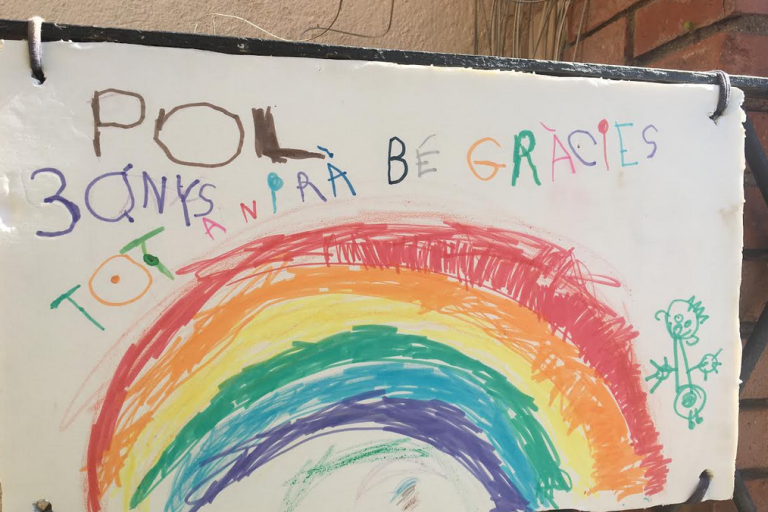 POL
3 ANYS
TOT ANIRÀ BÉ GRÀCIES